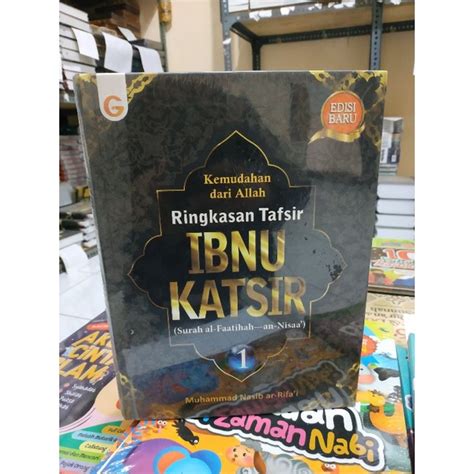 G
EDISI
BARU
Kemudahan
dari Allah
Ringkasan Tafsir
IBNU
KATSIR
(Surah al-Faatihah—an-Nisaa')
1
Muhammad Nasib ar-Rifa'i
Zaman Nabi